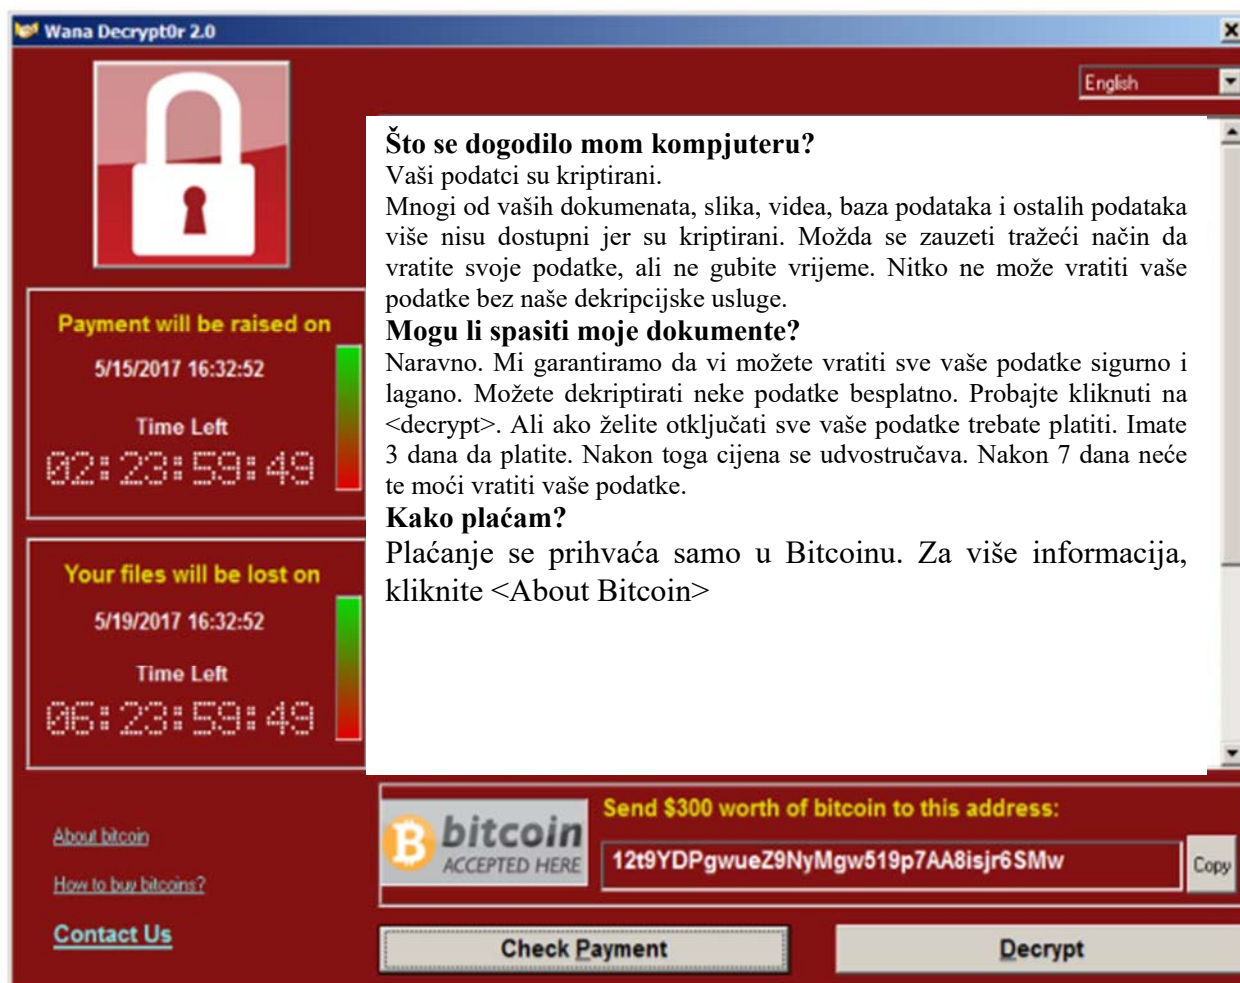 Wana Decrypt0r 2.0
English
Što se dogodilo mom kompjuteru?
Vaši podatci su kriptirani.
Mnogi od vaših dokumenata, slika, videa, baza podataka i ostalih podataka
više nisu dostupni jer su kriptirani. Možda se zauzeti tražeći način da
vratite svoje podatke, ali ne gubite vrijeme. Nitko ne može vratiti vaše
podatke bez naše dekripcijske usluge.
Mogu li spasiti moje dokumente?
Naravno. Mi garantiramo da vi možete vratiti sve vaše podatke sigurno i
lagano. Možete dekriptirati neke podatke besplatno. Probajte kliknuti na
<decrypt>. Ali ako želite otključati sve vaše podatke trebate platiti. Imate
3 dana da platite. Nakon toga cijena se udvostručava. Nakon 7 dana neće
te moći vratiti vaše podatke.
Kako plaćam?
Plaćanje se prihvaća samo u Bitcoinu. Za više informacija,
kliknite <About Bitcoin>
Payment will be raised on
5/15/2017 16:32:52
Time Left
02:23:59:49
Your files will be lost on
5/19/2017 16:32:52
Time Left
06:23:59:49
About bitcoin
How to buy bitcoins?
Contact Us
bitcoin
ACCEPTED HERE
Send $300 worth of bitcoin to this address:
12t9YDPgwueZ9NyMgw519p7AA8isjr6SMw
Copy
Check Payment
Decrypt